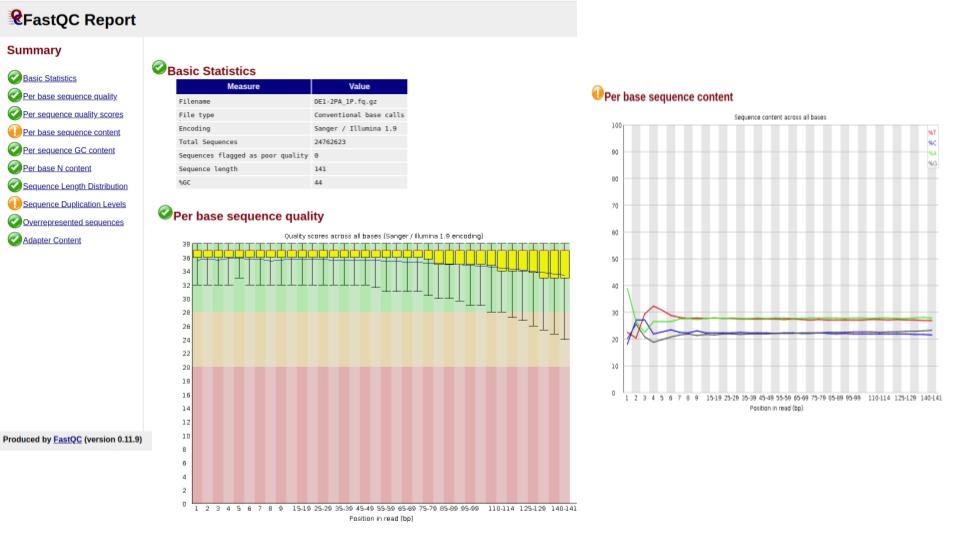 FastQC Report
Summary
Basic Statistics
Per base sequence quality
Per sequence quality scores
Per base sequence content
Per sequence GC content
Per base N content
Sequence Length Distribution
Sequence Duplication Levels
Overrepresented sequences
Adapter Content
Produced by FastQC (version 0.11.9)
Basic Statistics
Measure Value
Filename DE1-2PA_1P.fq.gz
File type Conventional base calls
Encoding Sanger / Illumina 1.9
Total Sequences 24762623
Sequences flagged as poor quality 0
Sequence length 141
%GC 44
Per base sequence quality
Quality scores across all bases (Sanger / Illumina 1.9 encoding)
38
36
34
32
30
28
26
24
22
20
18
16
14
12
10
8
6
4
2
0
1 2 3 4 5 6 7 8 9 15-19 25-29 35-39 45-49 55-59 65-69 75-79 85-89 95-99 110-114 125-129 140-141
Position in read (bp)
Per base sequence content
Sequence content across all bases
%T
%C
%A
%G
100
90
80
70
60
50
40
30
20
10
0
1 2 3 4 5 6 7 8 9 15-19 25-29 35-39 45-49 55-59 65-69 75-79 85-89 95-99 110-114 125-129 140-141
Position in read (bp)